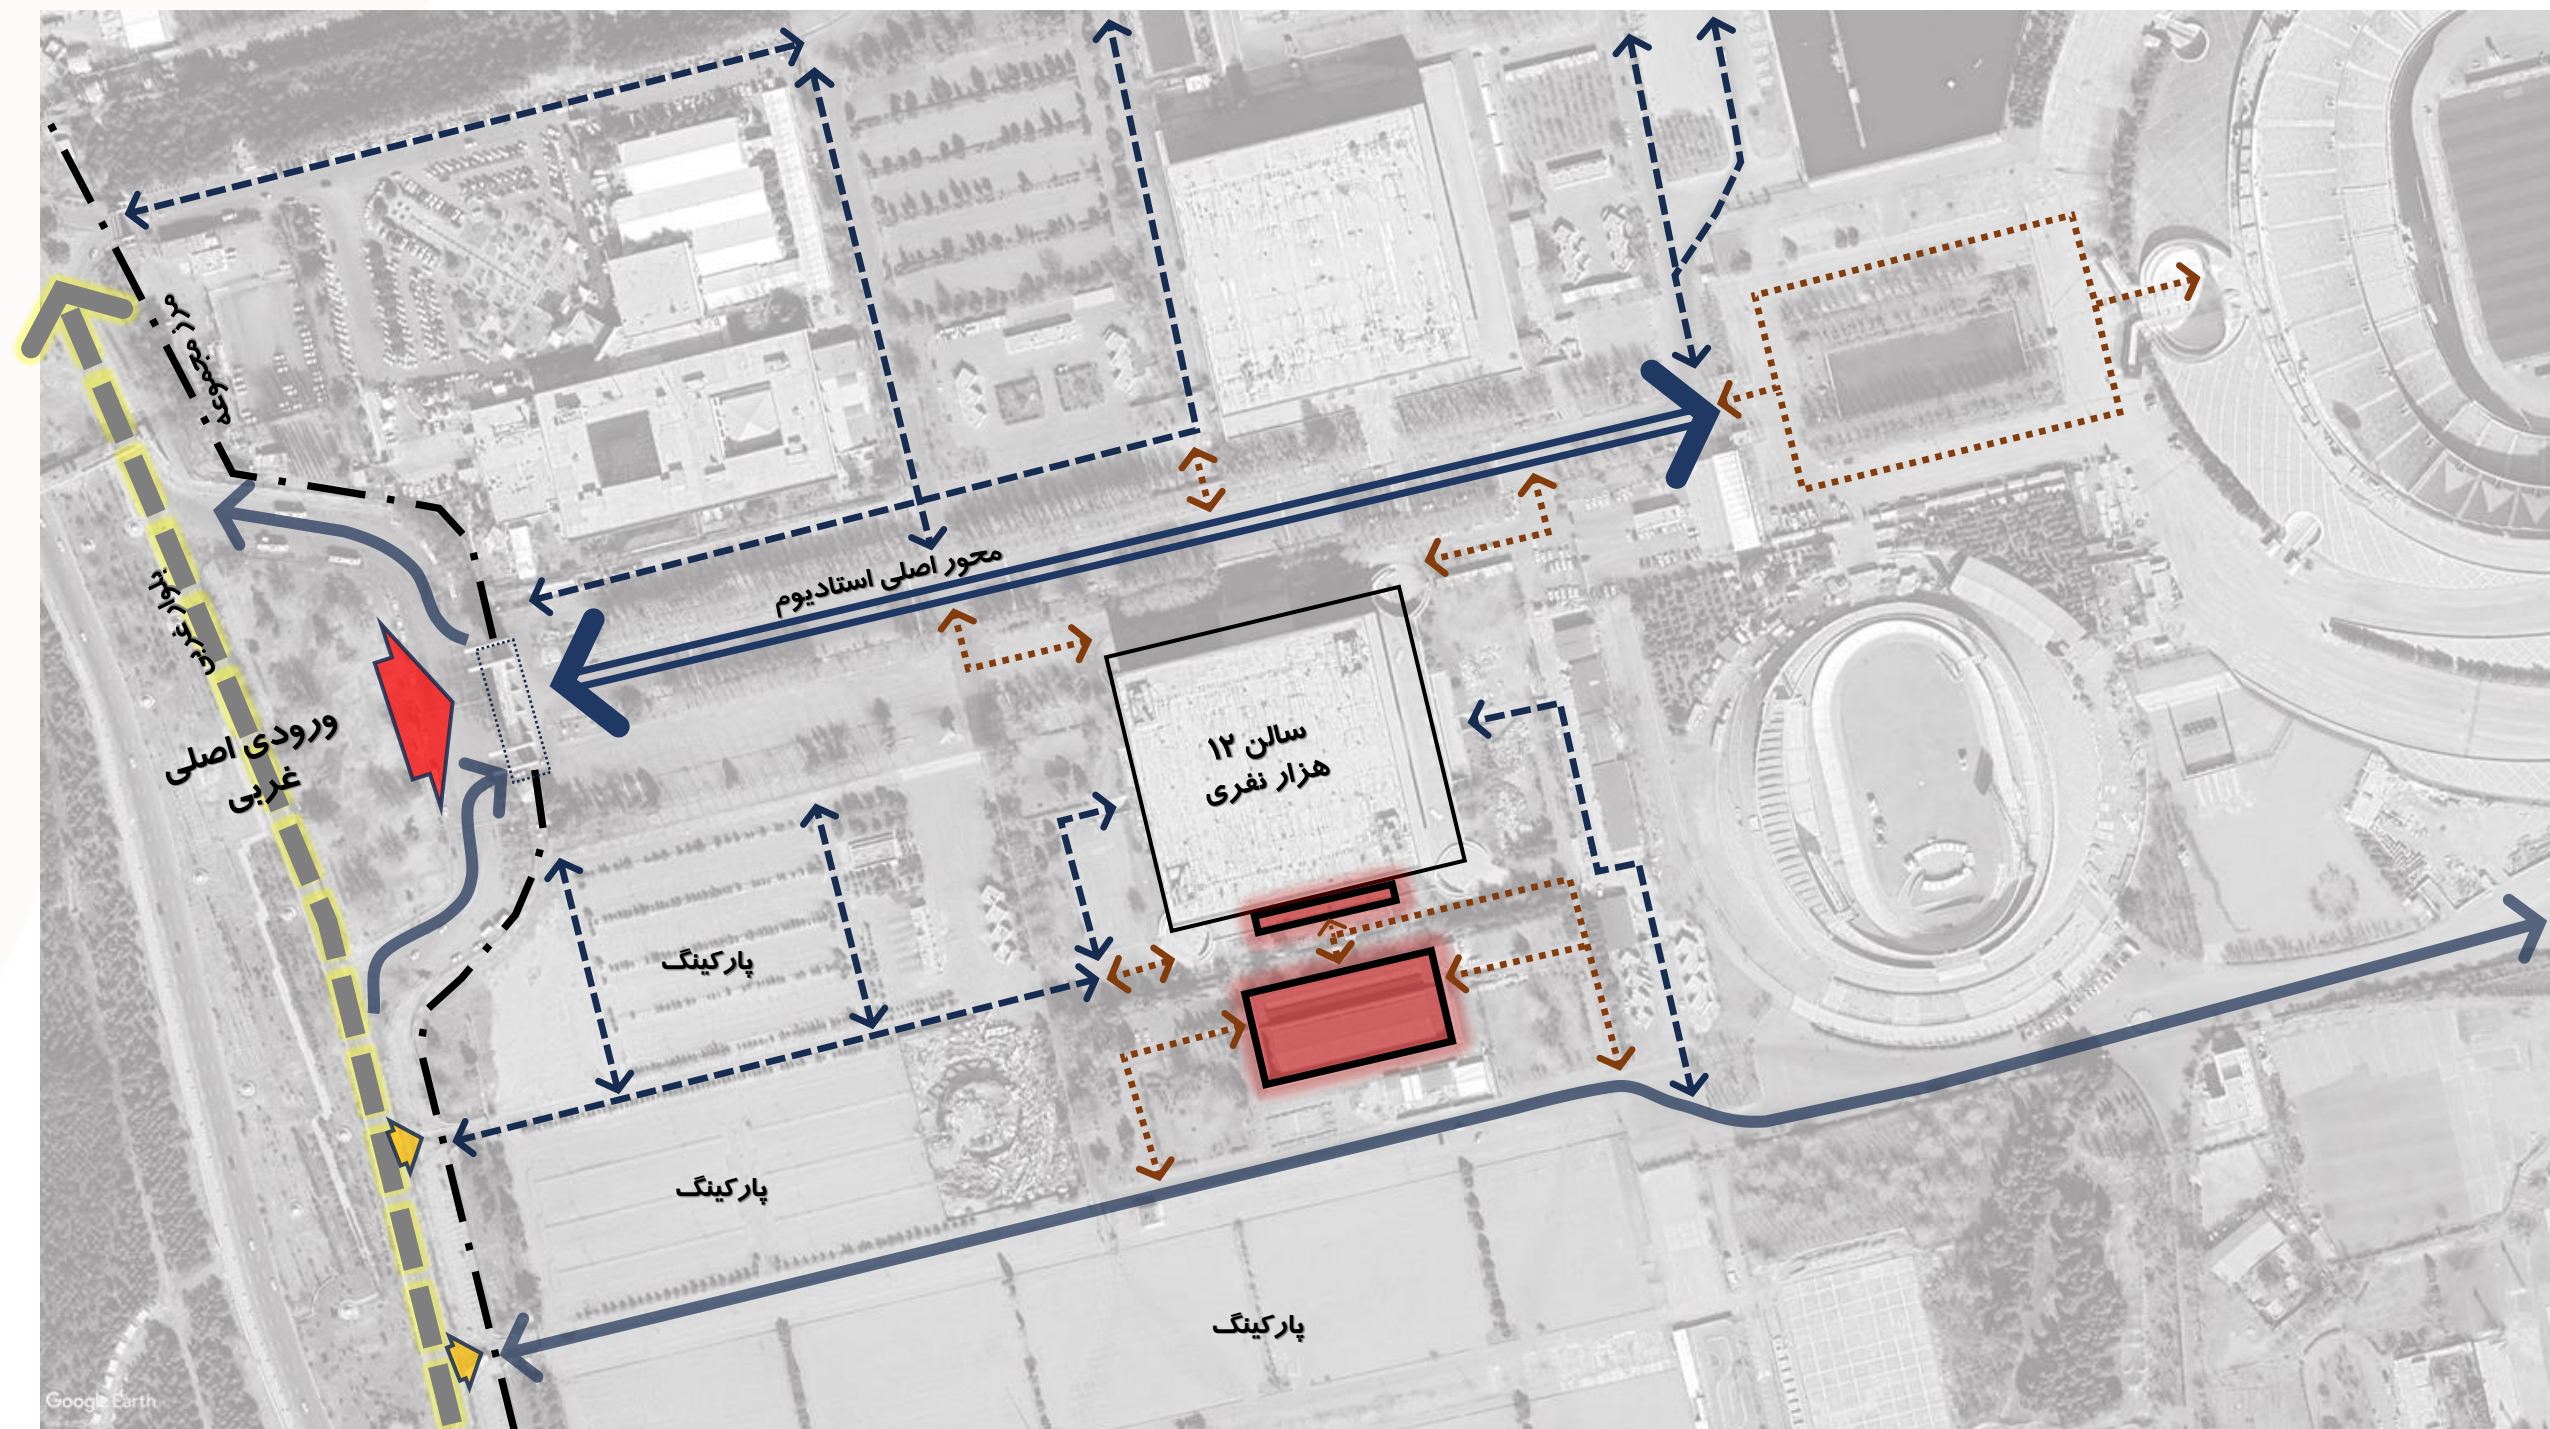 مرز مجموعه
محور اصلی استادیوم
بلوار غربی
ورودی اصلی
غربی
سالن ۱۲
هزار نفری
پارکینگ
پارکینگ
پارکینگ
Google Earth